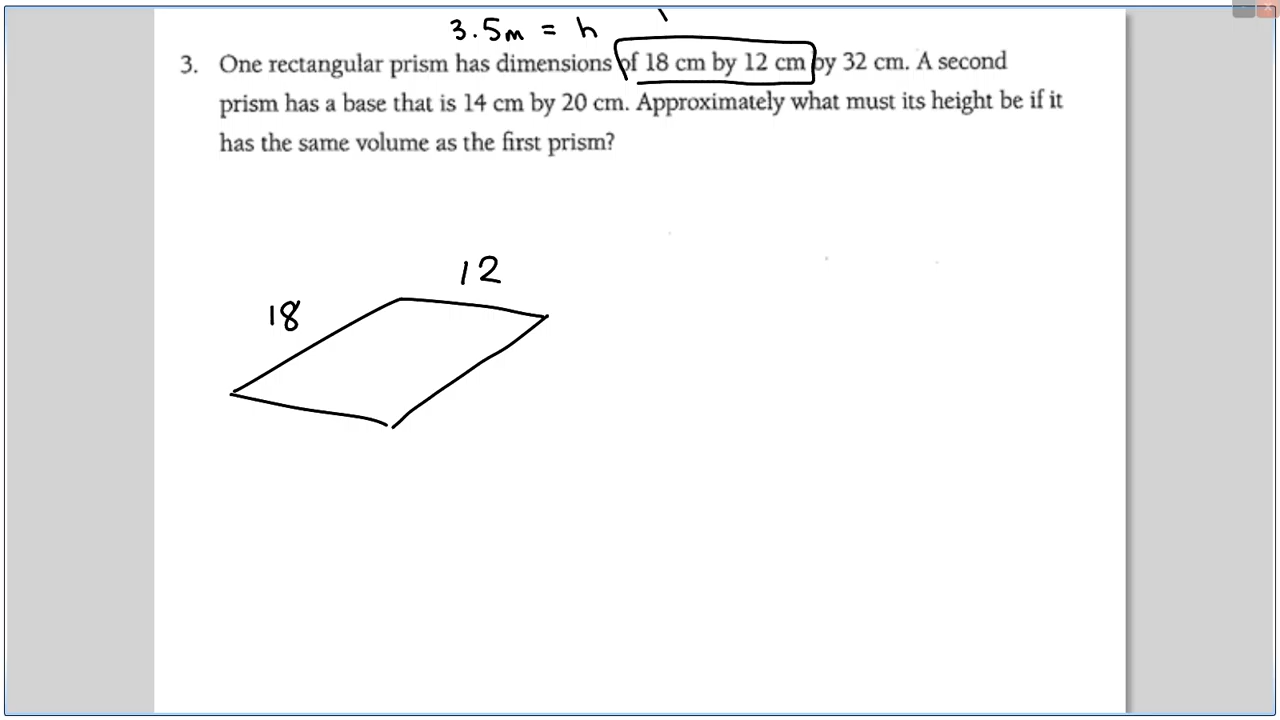 3.5m = h
3. One rectangular prism has dimensions of 18 cm by 12 cm by 32 cm. A second
prism has a base that is 14 cm by 20 cm. Approximately what must its height be if it
has the same volume as the first prism?
12
18